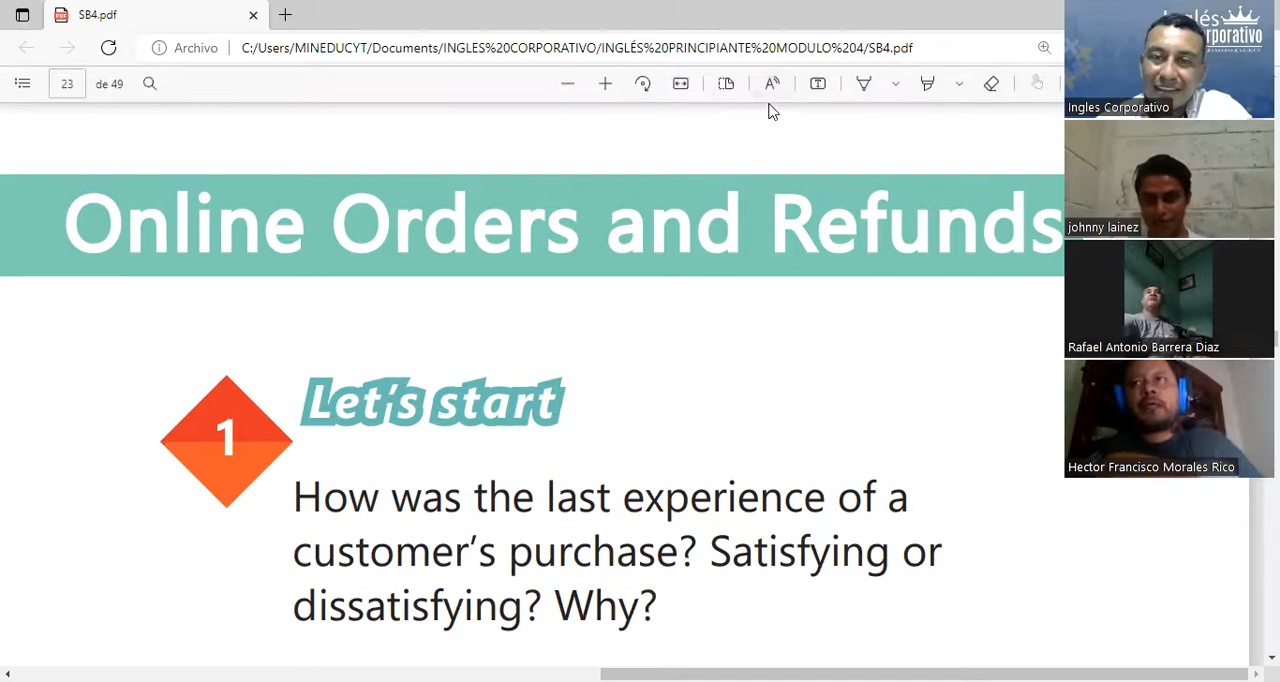 SB4.pdf
Archivo
C:/Users/MINEDUCYT/Documents/INGLES%20CORPORATIVO/INGLÉS%20PRINCIPIANTE%20MODULO%204/SB4.pdf
23 de 49
Online Orders and Refunds
1
Let's start
How was the last experience of a
customer's purchase? Satisfying or
dissatisfying? Why?
Inglés
Corporativo
Ingles Corporativo
johnny lainez
Rafael Antonio Barrera Diaz
Hector Francisco Morales Rico